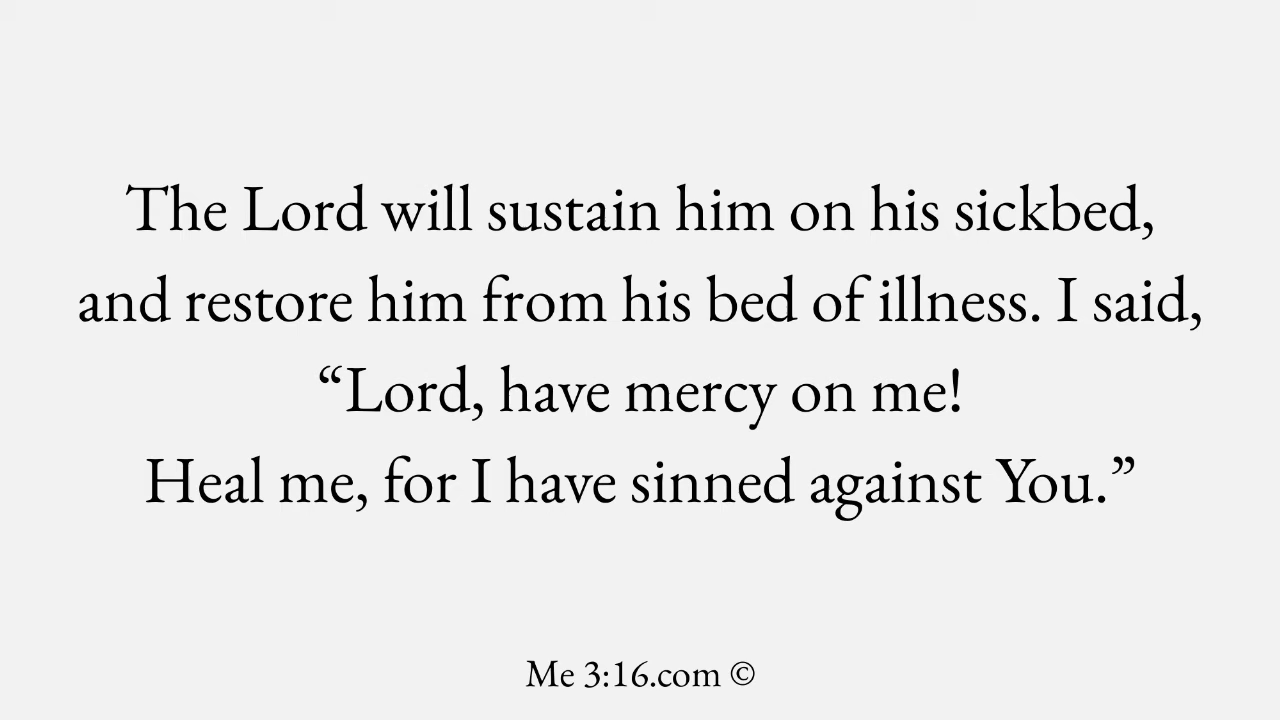 The Lord will sustain him on his sickbed,
and restore him from his bed of illness. I said,
“Lord, have mercy on me!
Heal me, for I have sinned against You.”
Me 3:16.com ©